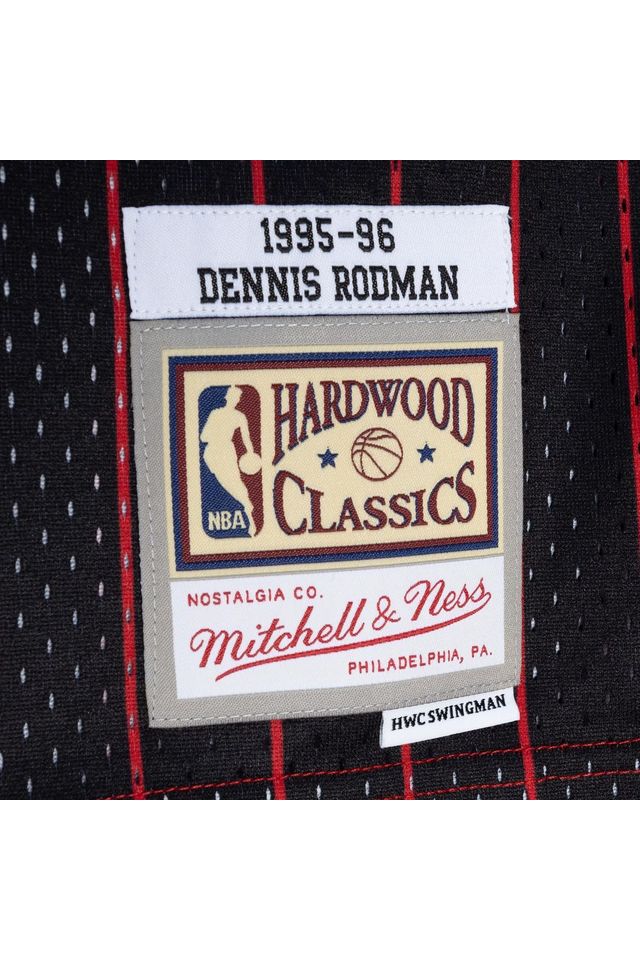 1995-96
DENNIS RODMAN
HARDWOOD
CLASSICS
NBA
NOSTALGIA CO.
Mitchell & Ness
PHILADELPHIA, PA.
HWC SWINGMAN